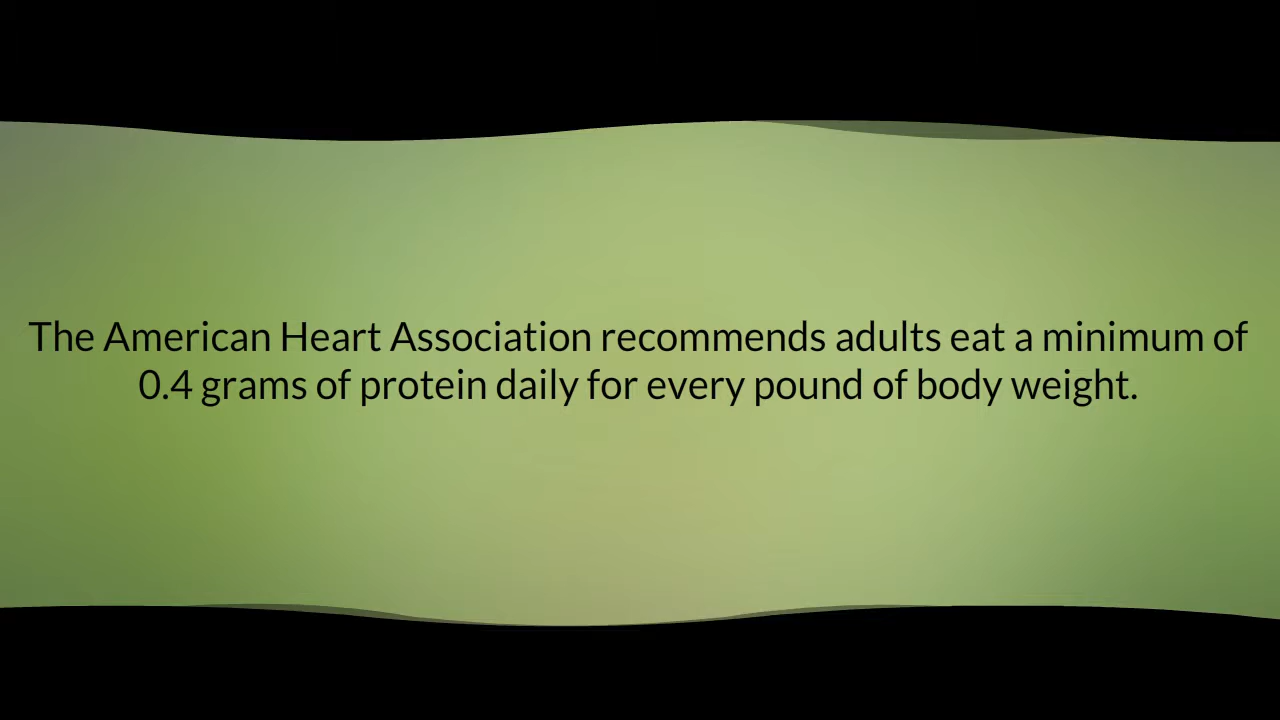 The American Heart Association recommends adults eat a minimum of
0.4 grams of protein daily for every pound of body weight.